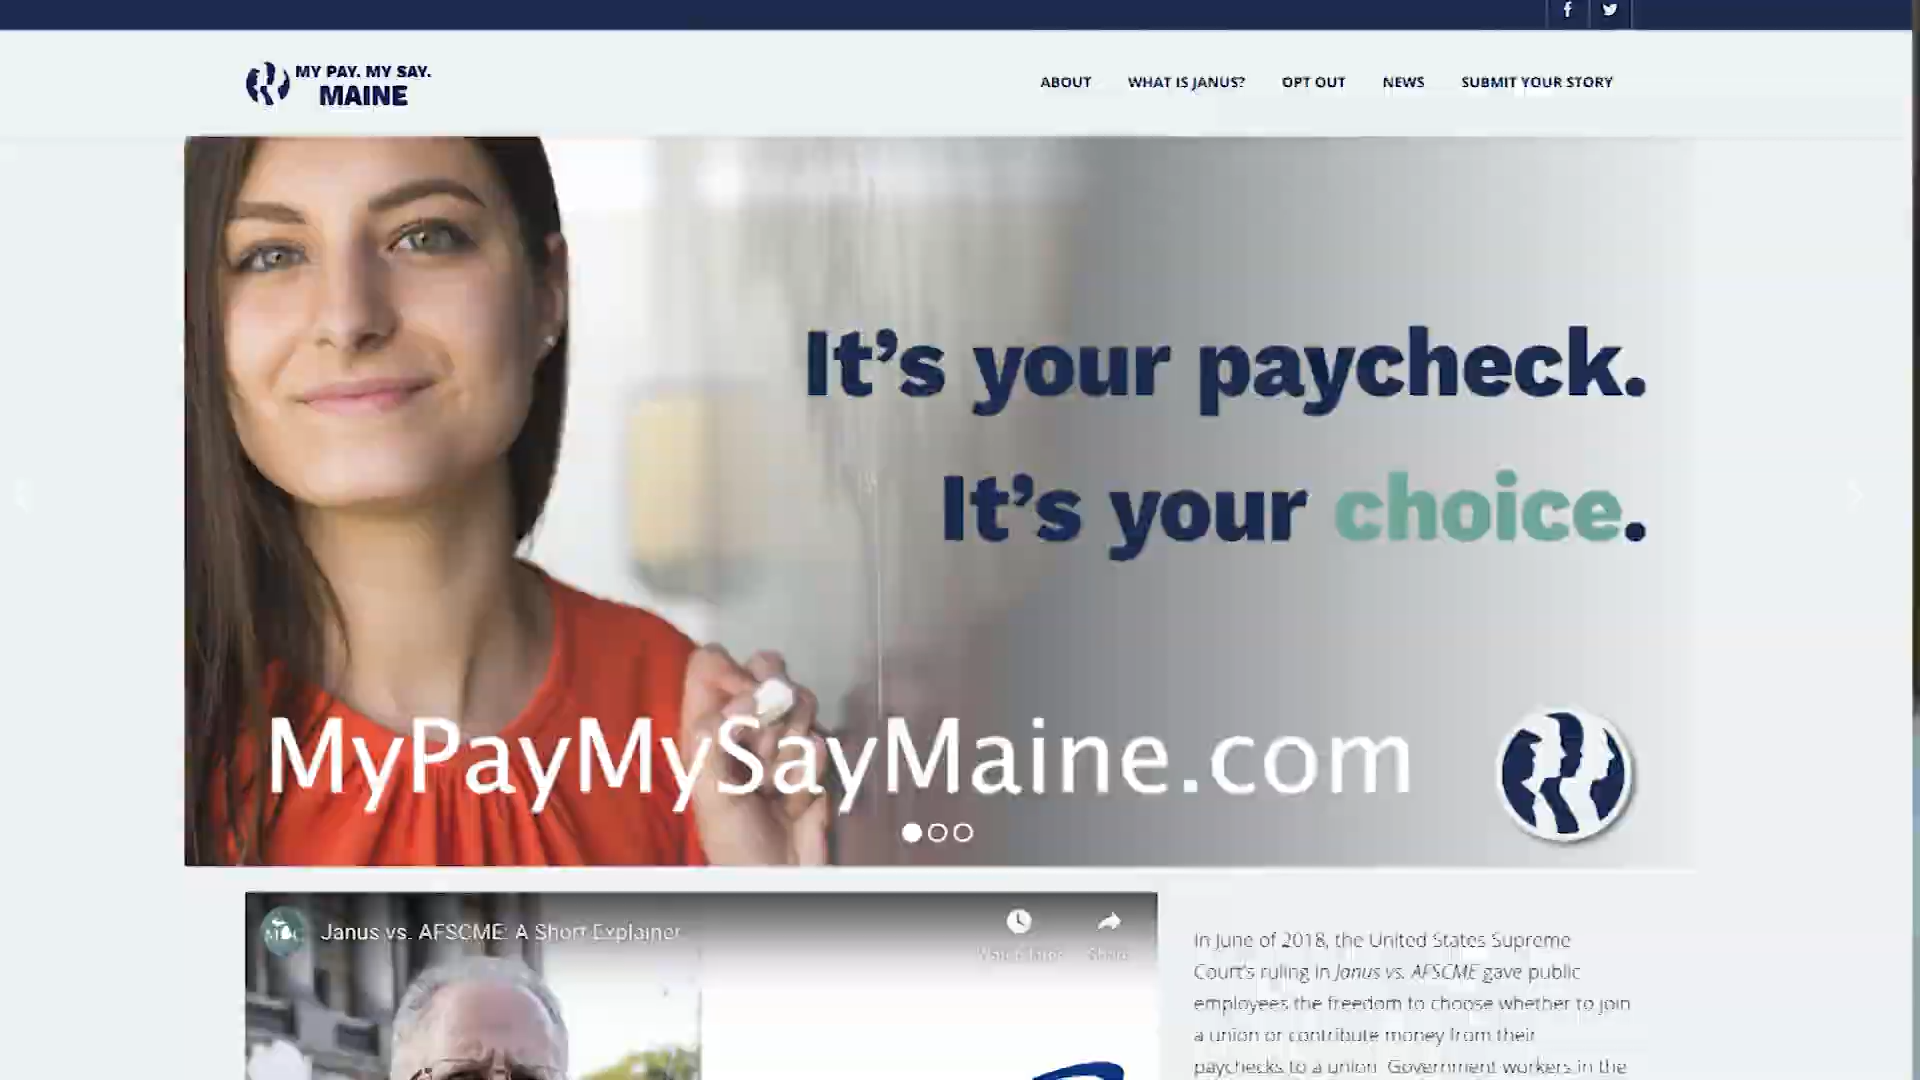 MY PAY. MY SAY.
MAINE
ABOUT
WHAT IS JANUS?
OPT OUT
NEWS
SUBMIT YOUR STORY
It's your paycheck.
It's your choice.
MyPayMySayMaine.com
Janus vs. AFSCME: A Short Explainer
Watch later
Share
In June of 2018, the United States Supreme
Court's ruling in Janus vs. AFSCME gave public
employees the freedom to choose whether to join
a union or contribute money from their
paychecks to a union. Government workers in the